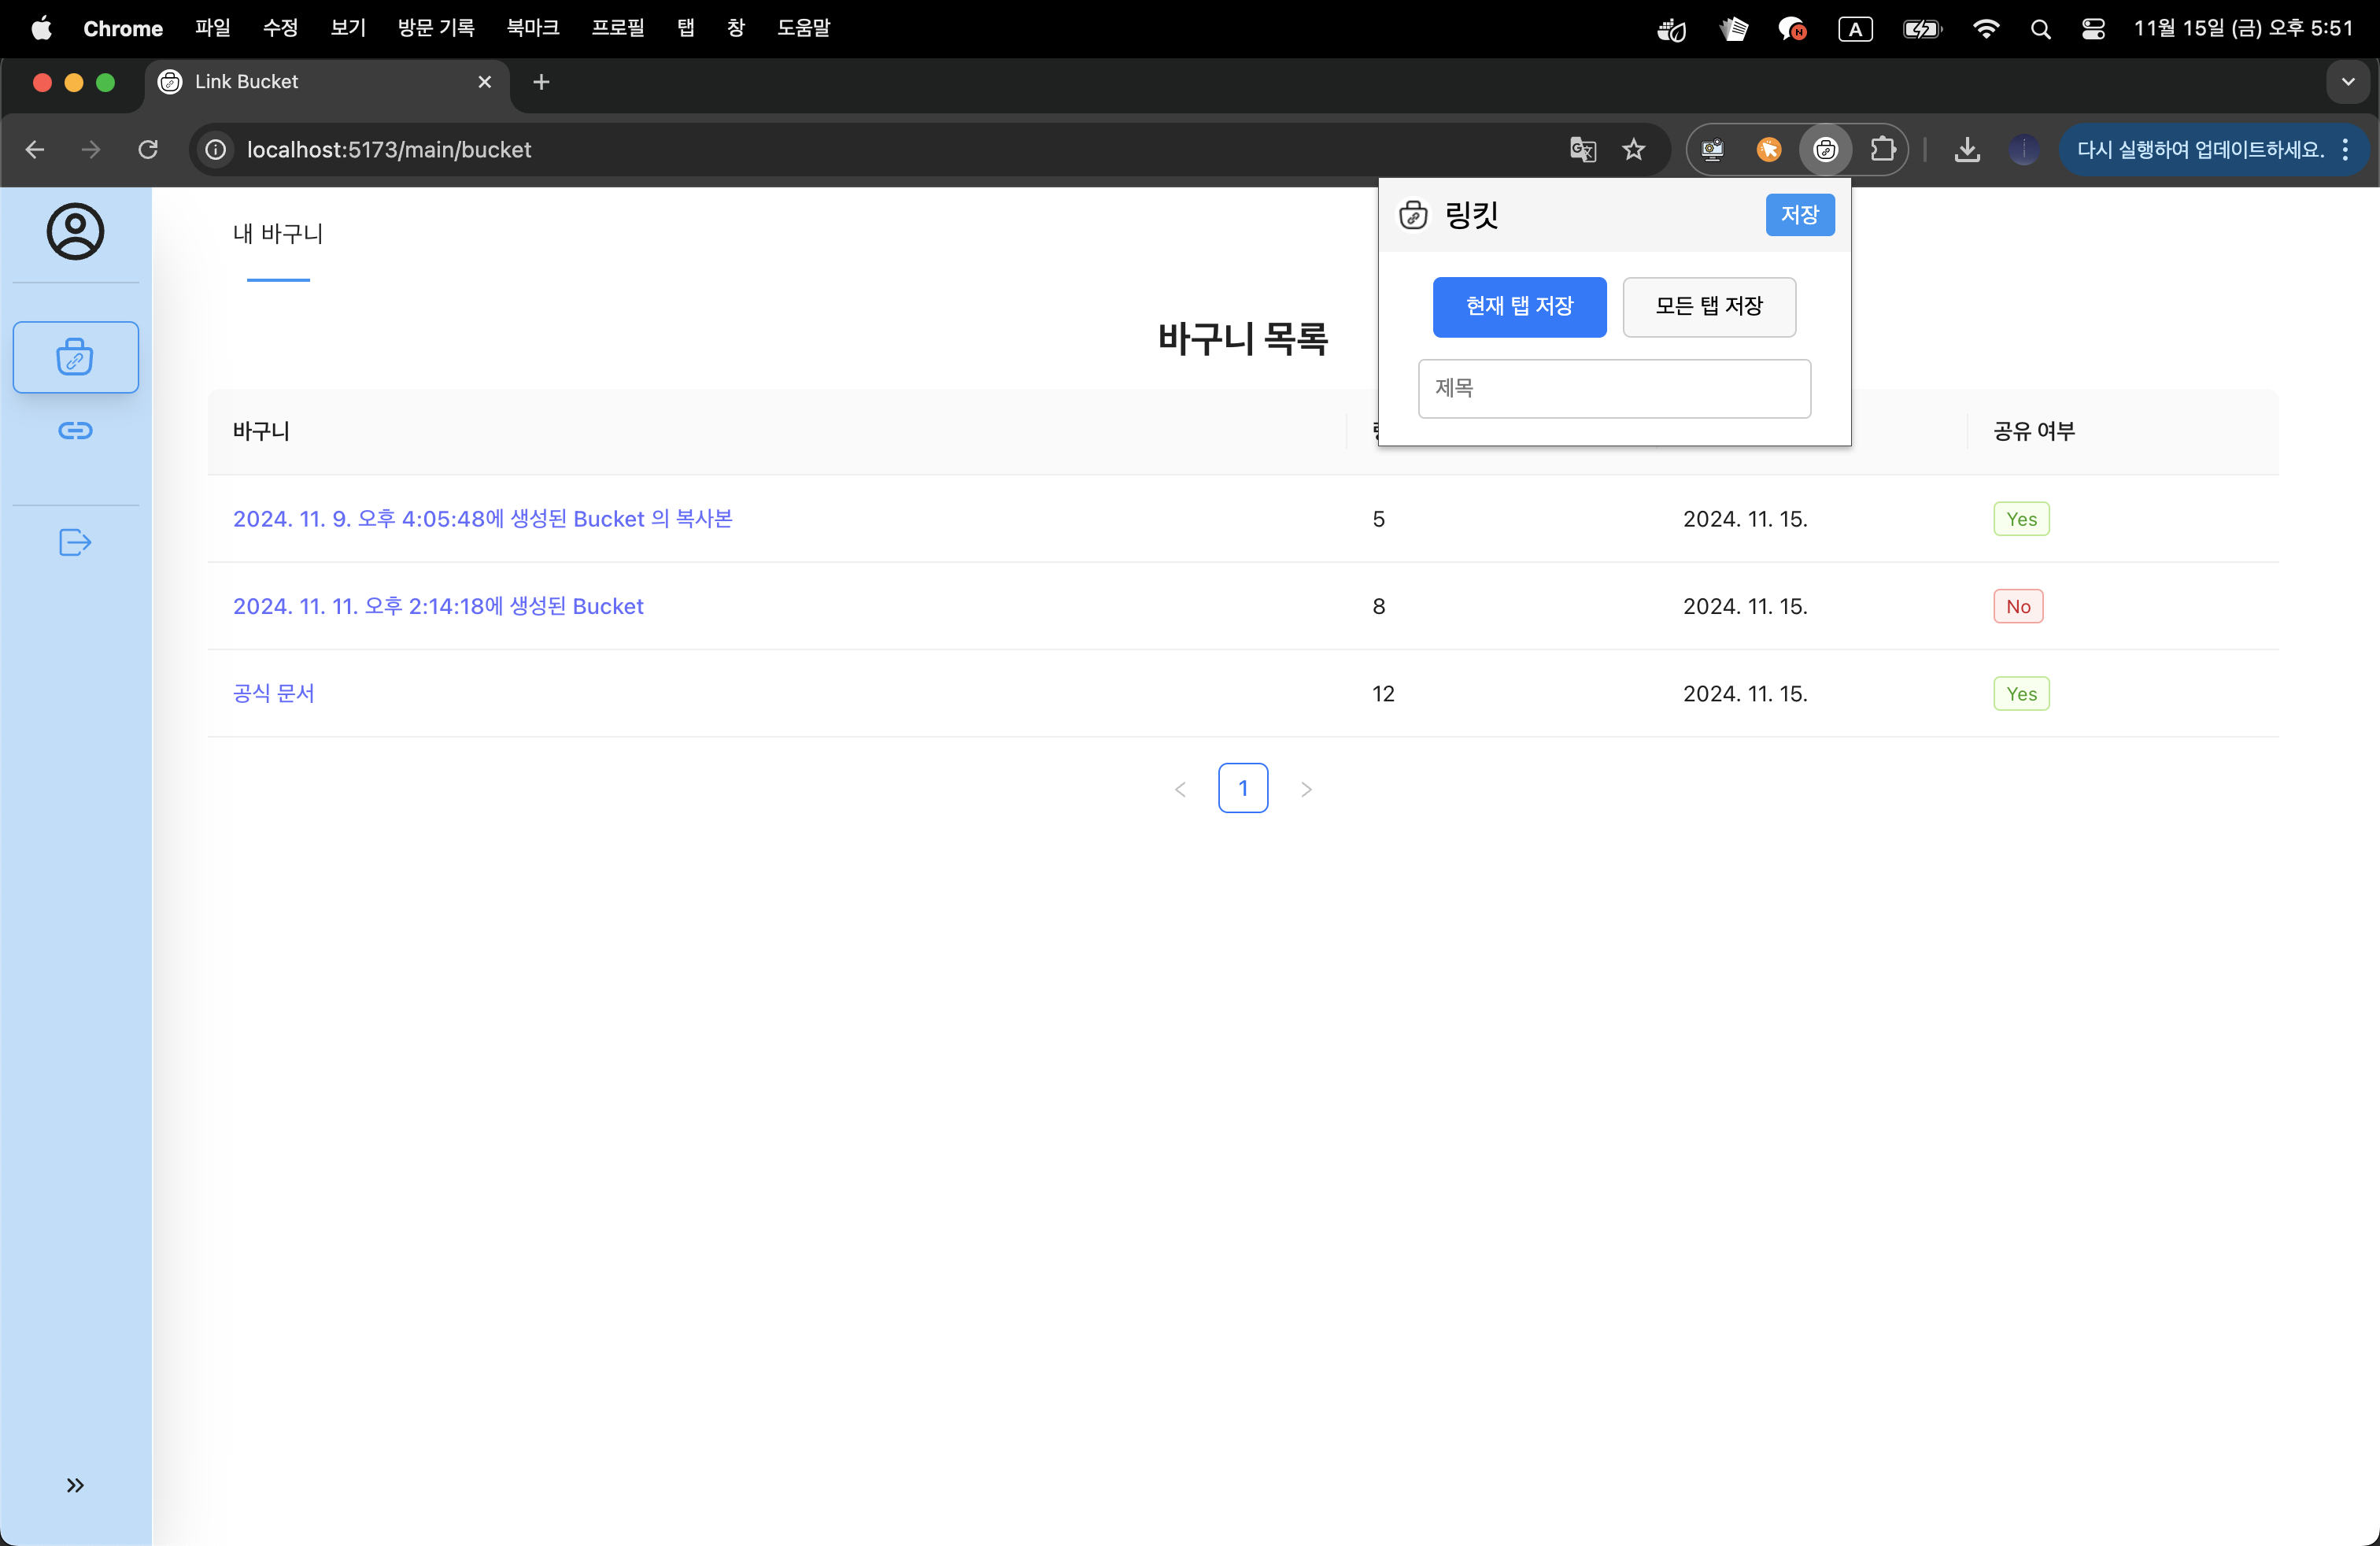 Chrome 파일 수정 보기 방문 기록 북마크 프로필 탭 창 도움말 A 11월 15일 (금) 오후 5:51
Link Bucket
localhost:5173/main/bucket 다시 실행하여 업데이트하세요.
링킷 저장
내 바구니
현재 탭 저장 모든 탭 저장
바구니 목록
제목
바구니 공유 여부
2024. 11. 9. 오후 4:05:48에 생성된 Bucket 의 복사본 5 2024. 11. 15. Yes
2024. 11. 11. 오후 2:14:18에 생성된 Bucket 8 2024. 11. 15. No
공식 문서 12 2024. 11. 15. Yes
1